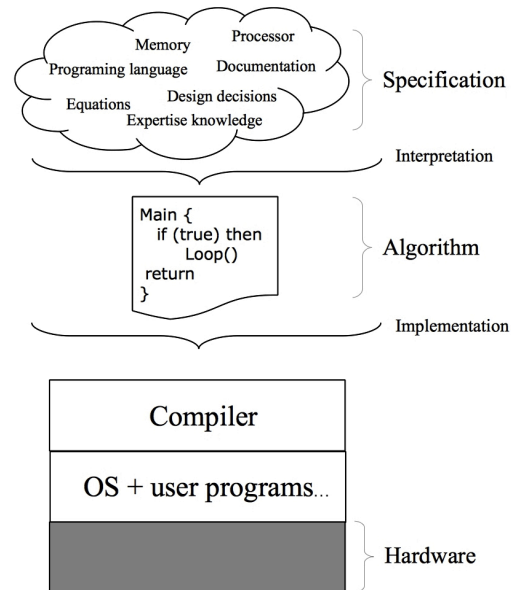 Memory
Processor
Programing language
Documentation
Equations
Design decisions
Expertise knowledge
Specification
Interpretation
Main {
if (true) then
Loop()
return
}
Algorithm
Implementation
Compiler
OS + user programs...
Hardware